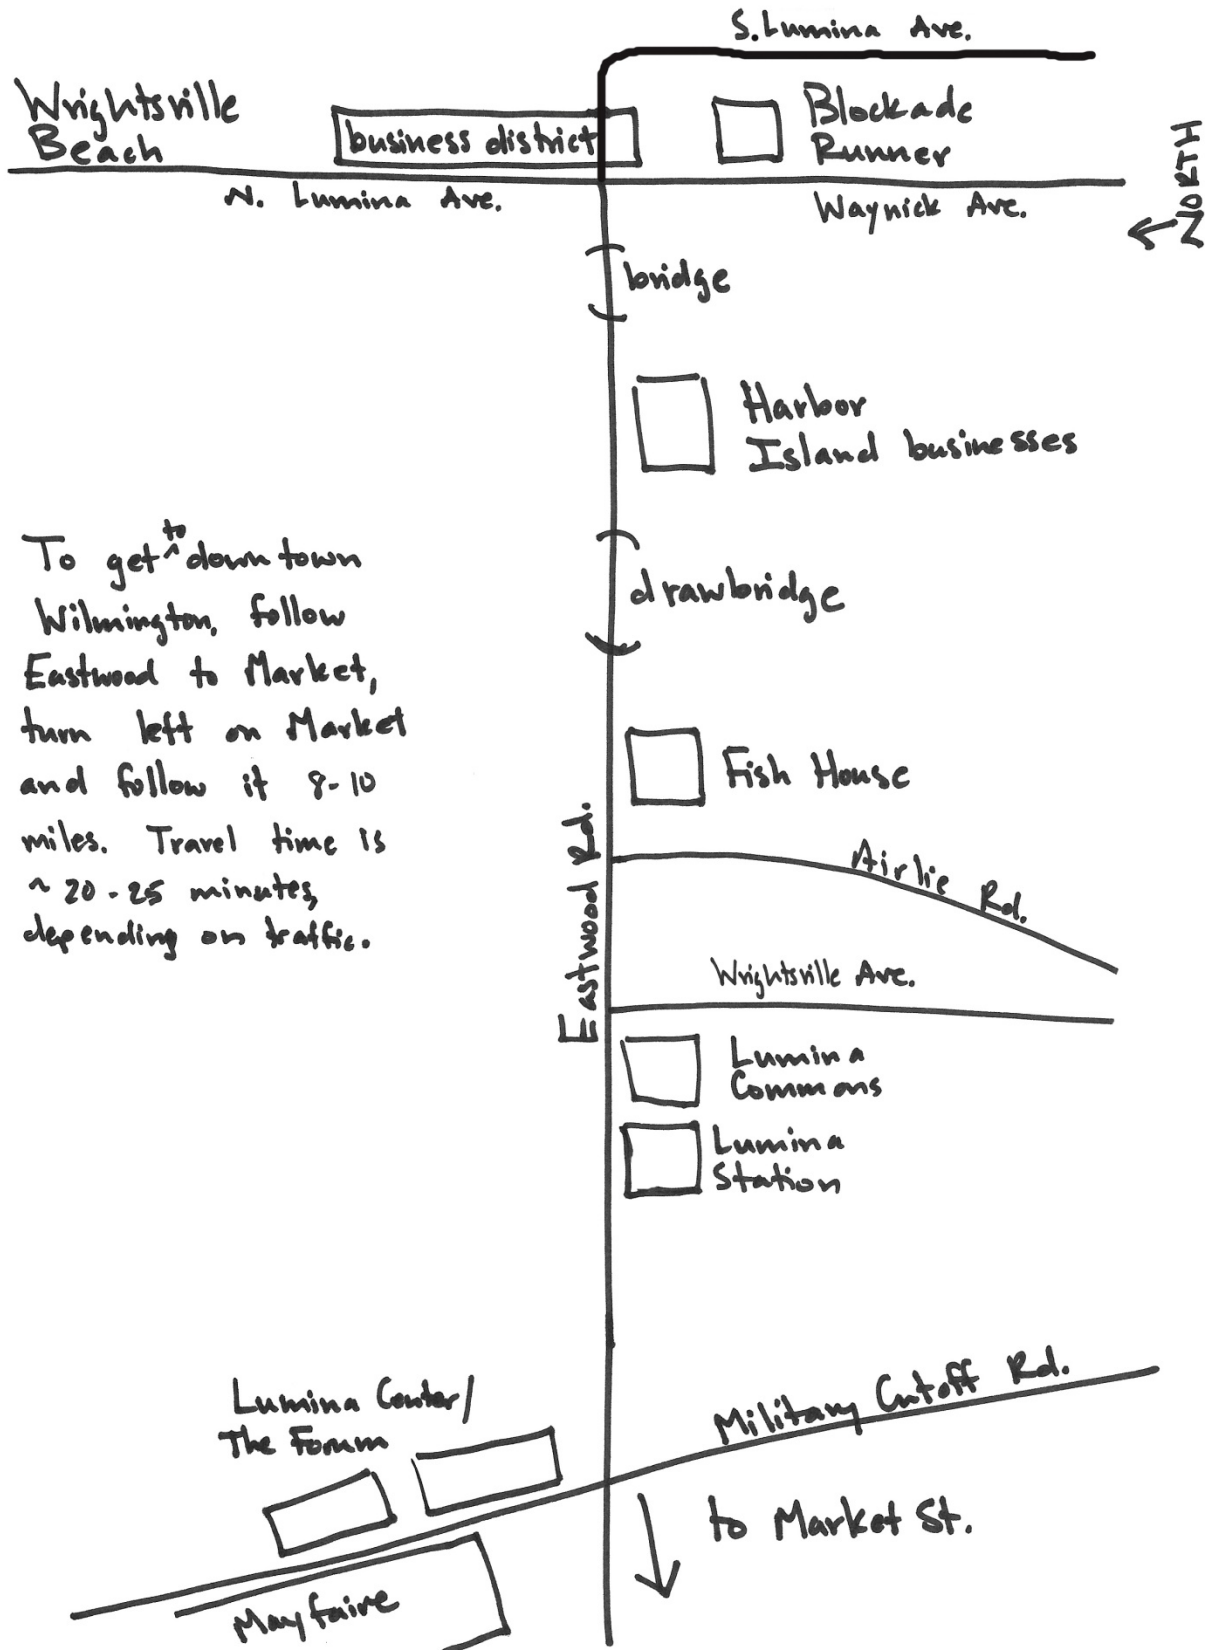 S. Lumina Ave.
Wrightsville
Beach
business district
Blockade
Runner
NORTH
N. Lumina Ave.
Waynick Ave.
bridge
Harbor
Island businesses
To get to downtown
Wilmington, follow
Eastwood to Market,
turn left on Market
and follow it 8-10
miles. Travel time is
~ 20-25 minutes,
depending on traffic.
drawbridge
Fish House
Eastwood Rd.
Airlie Rd.
Wrightsville Ave.
Lumina
Commons
Lumina
Station
Lumina Center/
The Forum
Military Cutoff Rd.
to Market St.
Mayfaire